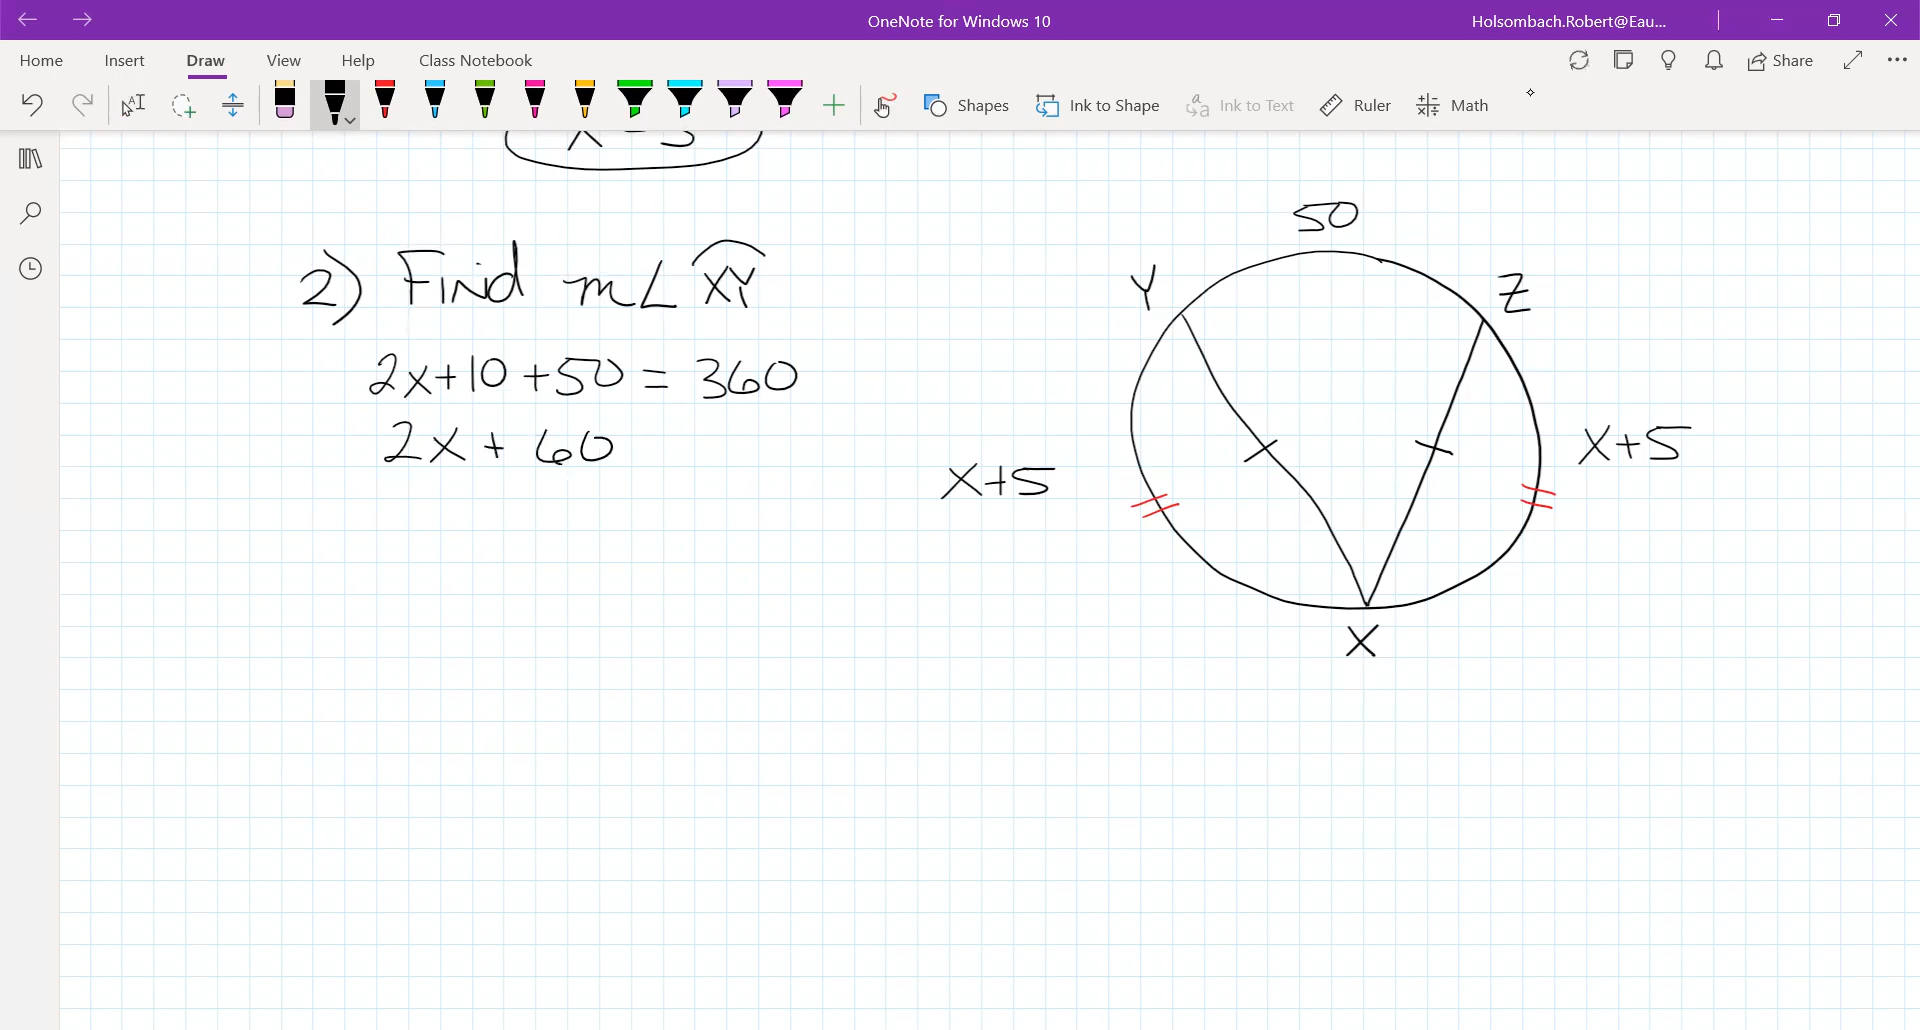 OneNote for Windows 10
Holsombach.Robert@Eau...
Home Insert Draw View Help Class Notebook
Share
Shapes Ink to Shape Ink to Text Ruler Math
50
2) Find m∠ XY
Y
Z
2x+10+50 = 360
2x + 60
x+5
x+5
X